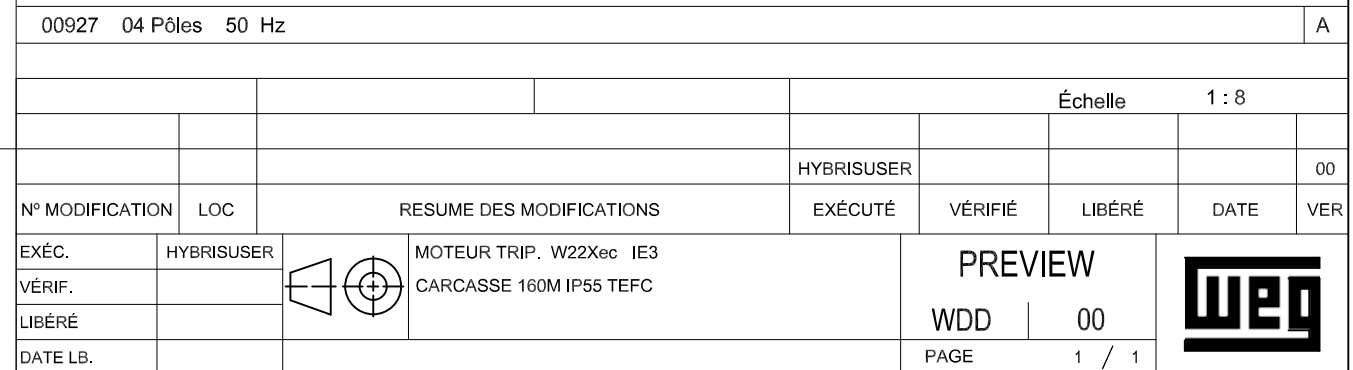 00927 04 Pôles 50 Hz A
Échelle 1 : 8
HYBRISUSER 00
Nº MODIFICATION LOC RESUME DES MODIFICATIONS EXÉCUTÉ VÉRIFIÉ LIBÉRÉ DATE VER
EXÉC. HYBRISUSER MOTEUR TRIP. W22Xec IE3 PREVIEW
VÉRIF. CARCASSE 160M IP55 TEFC
LIBÉRÉ WDD 00
DATE LB. PAGE 1 / 1
weg